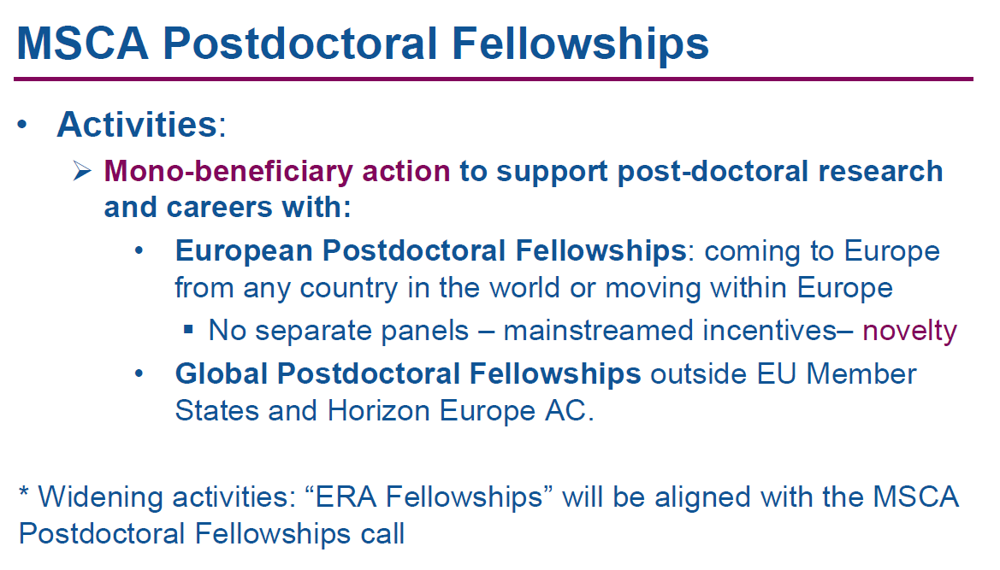 MSCA Postdoctoral Fellowships
• Activities:
➢ Mono-beneficiary action to support post-doctoral research
and careers with:
• European Postdoctoral Fellowships: coming to Europe
from any country in the world or moving within Europe
▪ No separate panels – mainstreamed incentives– novelty
• Global Postdoctoral Fellowships outside EU Member
States and Horizon Europe AC.
* Widening activities: “ERA Fellowships” will be aligned with the MSCA
Postdoctoral Fellowships call